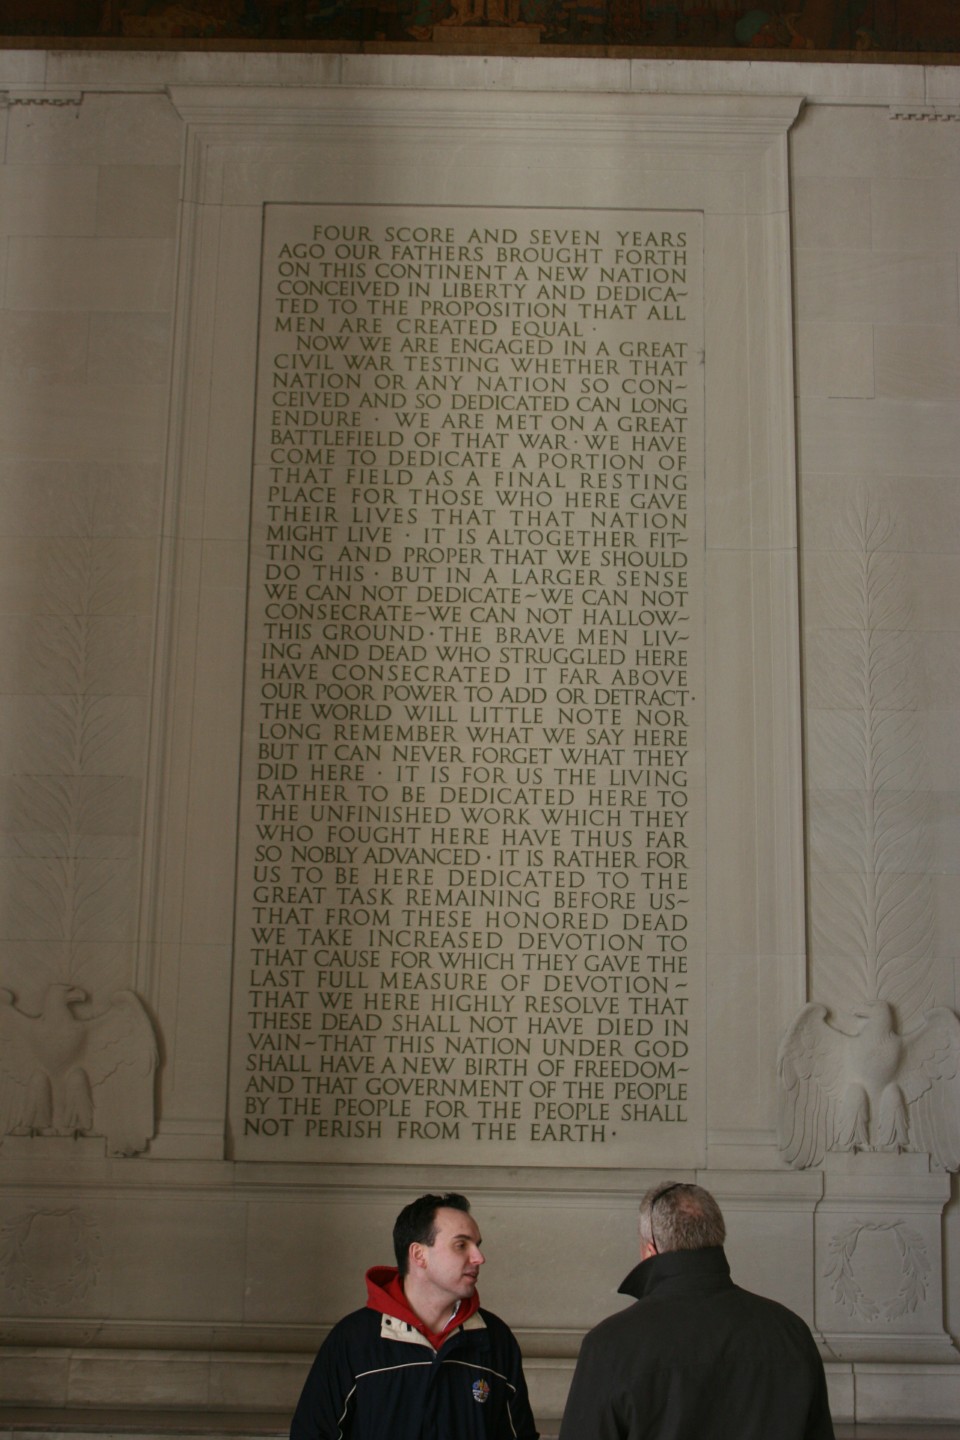 FOUR SCORE AND SEVEN YEARS
AGO OUR FATHERS BROUGHT FORTH
ON THIS CONTINENT A NEW NATION
CONCEIVED IN LIBERTY AND DEDICA~
TED TO THE PROPOSITION THAT ALL
MEN ARE CREATED EQUAL ·
NOW WE ARE ENGAGED IN A GREAT
CIVIL WAR TESTING WHETHER THAT
NATION OR ANY NATION SO CON~
CEIVED AND SO DEDICATED CAN LONG
ENDURE · WE ARE MET ON A GREAT
BATTLEFIELD OF THAT WAR · WE HAVE
COME TO DEDICATE A PORTION OF
THAT FIELD AS A FINAL RESTING
PLACE FOR THOSE WHO HERE GAVE
THEIR LIVES THAT THAT NATION
MIGHT LIVE · IT IS ALTOGETHER FIT~
TING AND PROPER THAT WE SHOULD
DO THIS · BUT IN A LARGER SENSE
WE CAN NOT DEDICATE~WE CAN NOT
CONSECRATE~WE CAN NOT HALLOW~
THIS GROUND · THE BRAVE MEN LIV~
ING AND DEAD WHO STRUGGLED HERE
HAVE CONSECRATED IT FAR ABOVE
OUR POOR POWER TO ADD OR DETRACT ·
THE WORLD WILL LITTLE NOTE NOR
LONG REMEMBER WHAT WE SAY HERE
BUT IT CAN NEVER FORGET WHAT THEY
DID HERE · IT IS FOR US THE LIVING
RATHER TO BE DEDICATED HERE TO
THE UNFINISHED WORK WHICH THEY
WHO FOUGHT HERE HAVE THUS FAR
SO NOBLY ADVANCED · IT IS RATHER FOR
US TO BE HERE DEDICATED TO THE
GREAT TASK REMAINING BEFORE US~
THAT FROM THESE HONORED DEAD
WE TAKE INCREASED DEVOTION TO
THAT CAUSE FOR WHICH THEY GAVE THE
LAST FULL MEASURE OF DEVOTION ~
THAT WE HERE HIGHLY RESOLVE THAT
THESE DEAD SHALL NOT HAVE DIED IN
VAIN~THAT THIS NATION UNDER GOD
SHALL HAVE A NEW BIRTH OF FREEDOM~
AND THAT GOVERNMENT OF THE PEOPLE
BY THE PEOPLE FOR THE PEOPLE SHALL
NOT PERISH FROM THE EARTH ·